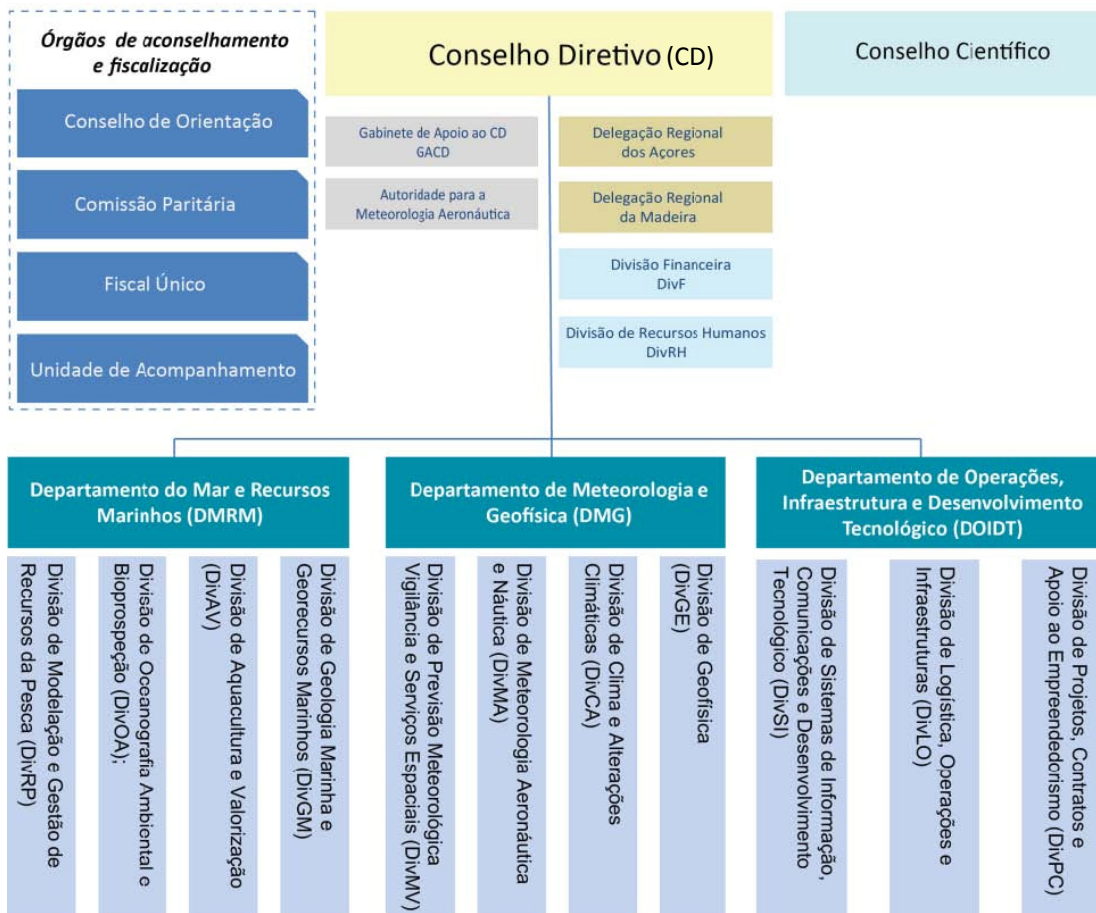 Órgãos de aconselhamento
e fiscalização
Conselho de Orientação
Comissão Paritária
Fiscal Único
Unidade de Acompanhamento
Conselho Diretivo (CD)
Conselho Científico
Gabinete de Apoio ao CD
GACD
Autoridade para a
Meteorologia Aeronáutica
Delegação Regional
dos Açores
Delegação Regional
da Madeira
Divisão Financeira
DivF
Divisão de Recursos Humanos
DivRH
Departamento do Mar e Recursos
Marinhos (DMRM)
Divisão de Modelação e Gestão de
Recursos da Pesca (DivRP)
Divisão de Oceanografia Ambiental e
Bioprospeção (DivOA);
Divisão de Aquacultura e Valorização
(DivAV)
Divisão de Geologia Marinha e
Georecursos Marinhos (DivGM)
Departamento de Meteorologia e
Geofísica (DMG)
Divisão de Previsão Meteorológica
Vigilância e Serviços Espaciais (DivMV)
Divisão de Meteorologia Aeronáutica
e Náutica (DivMA)
Divisão de Clima e Alterações
Climáticas (DivCA)
Divisão de Geofísica
(DivGE)
Departamento de Operações,
Infraestrutura e Desenvolvimento
Tecnológico (DOIDT)
Divisão de Sistemas de Informação,
Comunicações e Desenvolvimento
Tecnológico (DivSI)
Divisão de Logística, Operações e
Infraestruturas (DivLO)
Divisão de Projetos, Contratos e
Apoio ao Empreendedorismo (DivPC)